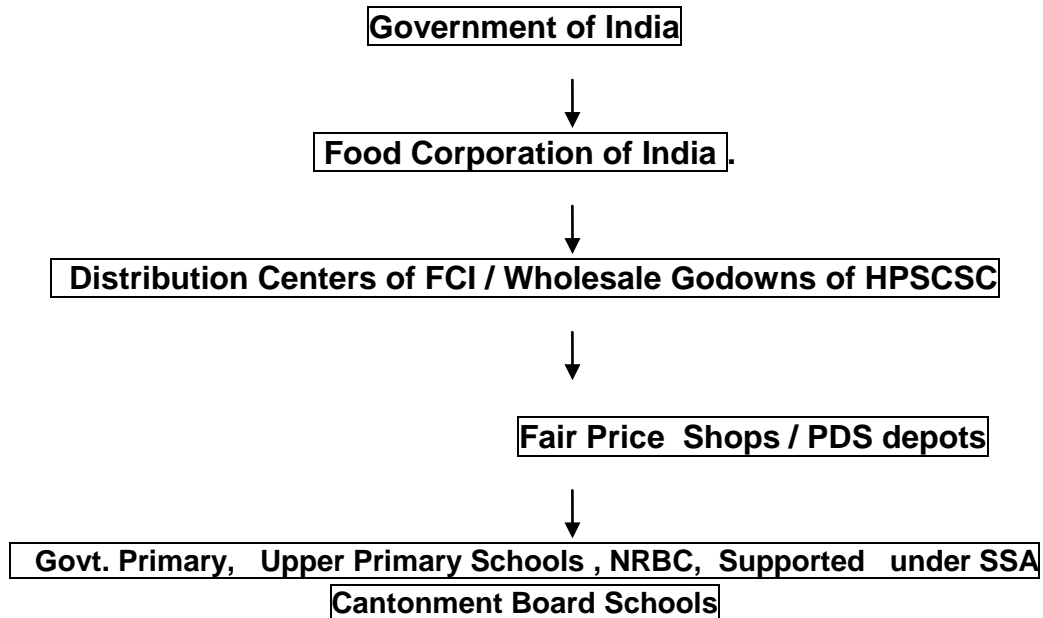 Government of India
Food Corporation of India .
Distribution Centers of FCI / Wholesale Godowns of HPSCSC
Fair Price Shops / PDS depots
Govt. Primary, Upper Primary Schools , NRBC, Supported under SSA
Cantonment Board Schools